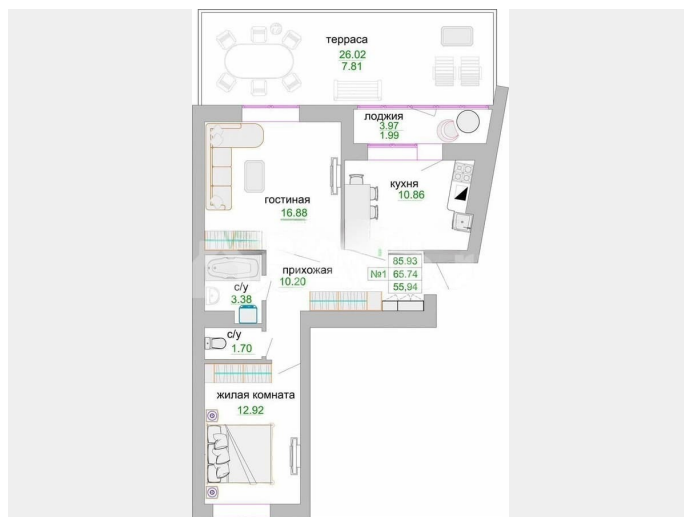 терраса
26.02
7.81
лоджия
3.97
1.99
кухня
10.86
гостиная
16.88
85.93
№1 65.74
55.94
прихожая
10.20
с/у
3.38
с/у
1.70
жилая комната
12.92